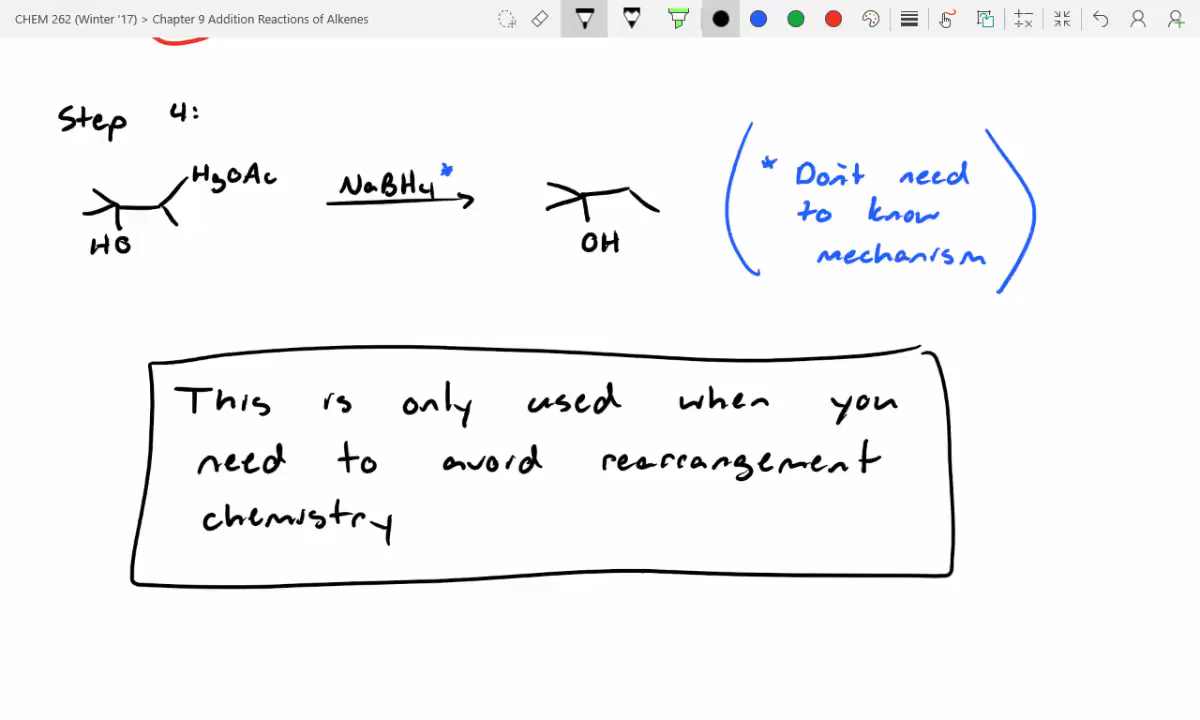 CHEM 262 (Winter '17) > Chapter 9 Addition Reactions of Alkenes
Step 4:
HgOAc
HO
NaBH4*
OH
* Don't need
to know
mechanism
This is only used when you
need to avoid rearrangement
chemistry